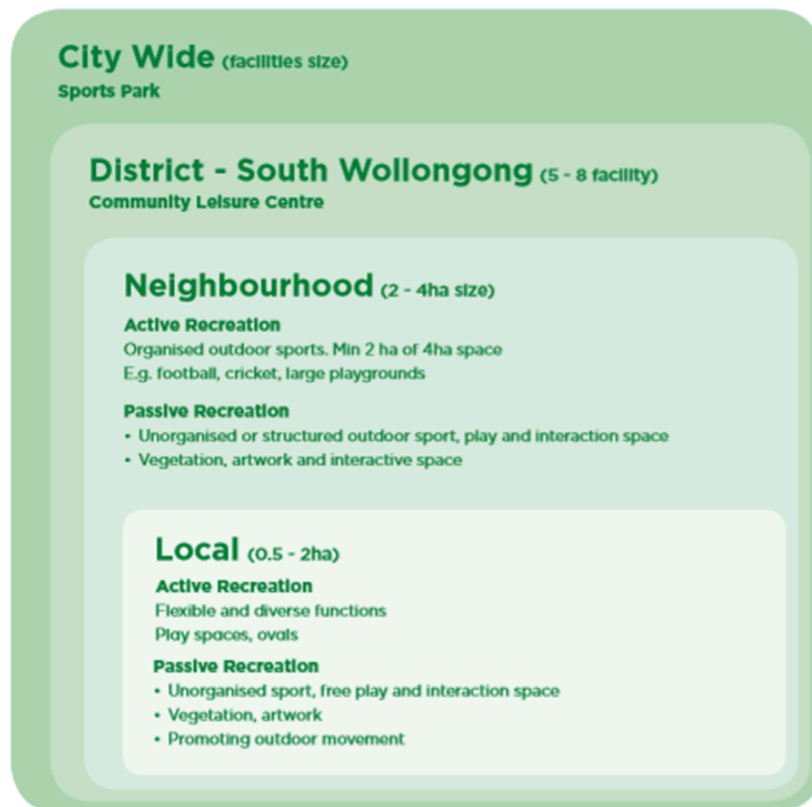 City Wide (facilities size)
Sports Park
District - South Wollongong (5 - 8 facility)
Community Leisure Centre
Neighbourhood (2 - 4ha size)
Active Recreation
Organised outdoor sports. Min 2 ha of 4ha space
E.g. football, cricket, large playgrounds
Passive Recreation
• Unorganised or structured outdoor sport, play and interaction space
• Vegetation, artwork and interactive space
Local (0.5 - 2ha)
Active Recreation
Flexible and diverse functions
Play spaces, ovals
Passive Recreation
• Unorganised sport, free play and interaction space
• Vegetation, artwork
• Promoting outdoor movement